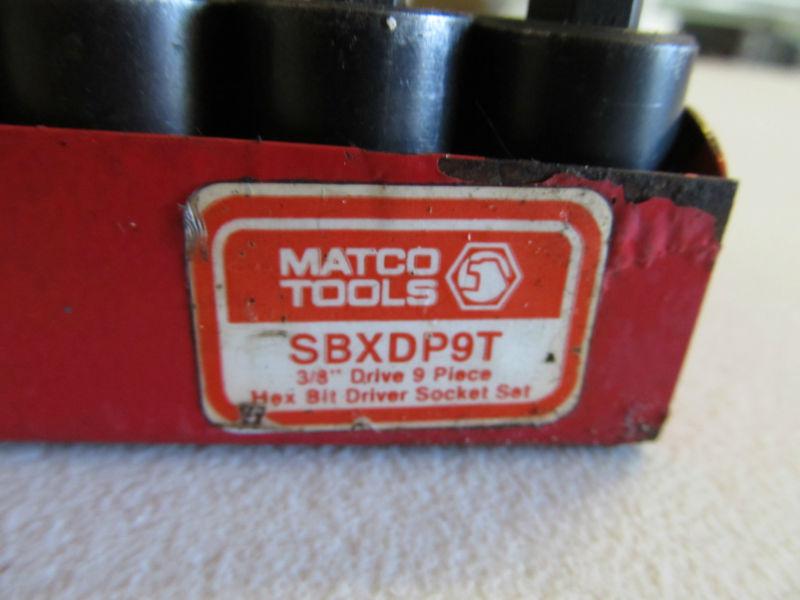 MATCO
TOOLS
SBXDP9T
3/8" Drive 9 Piece
Hex Bit Driver Socket Set